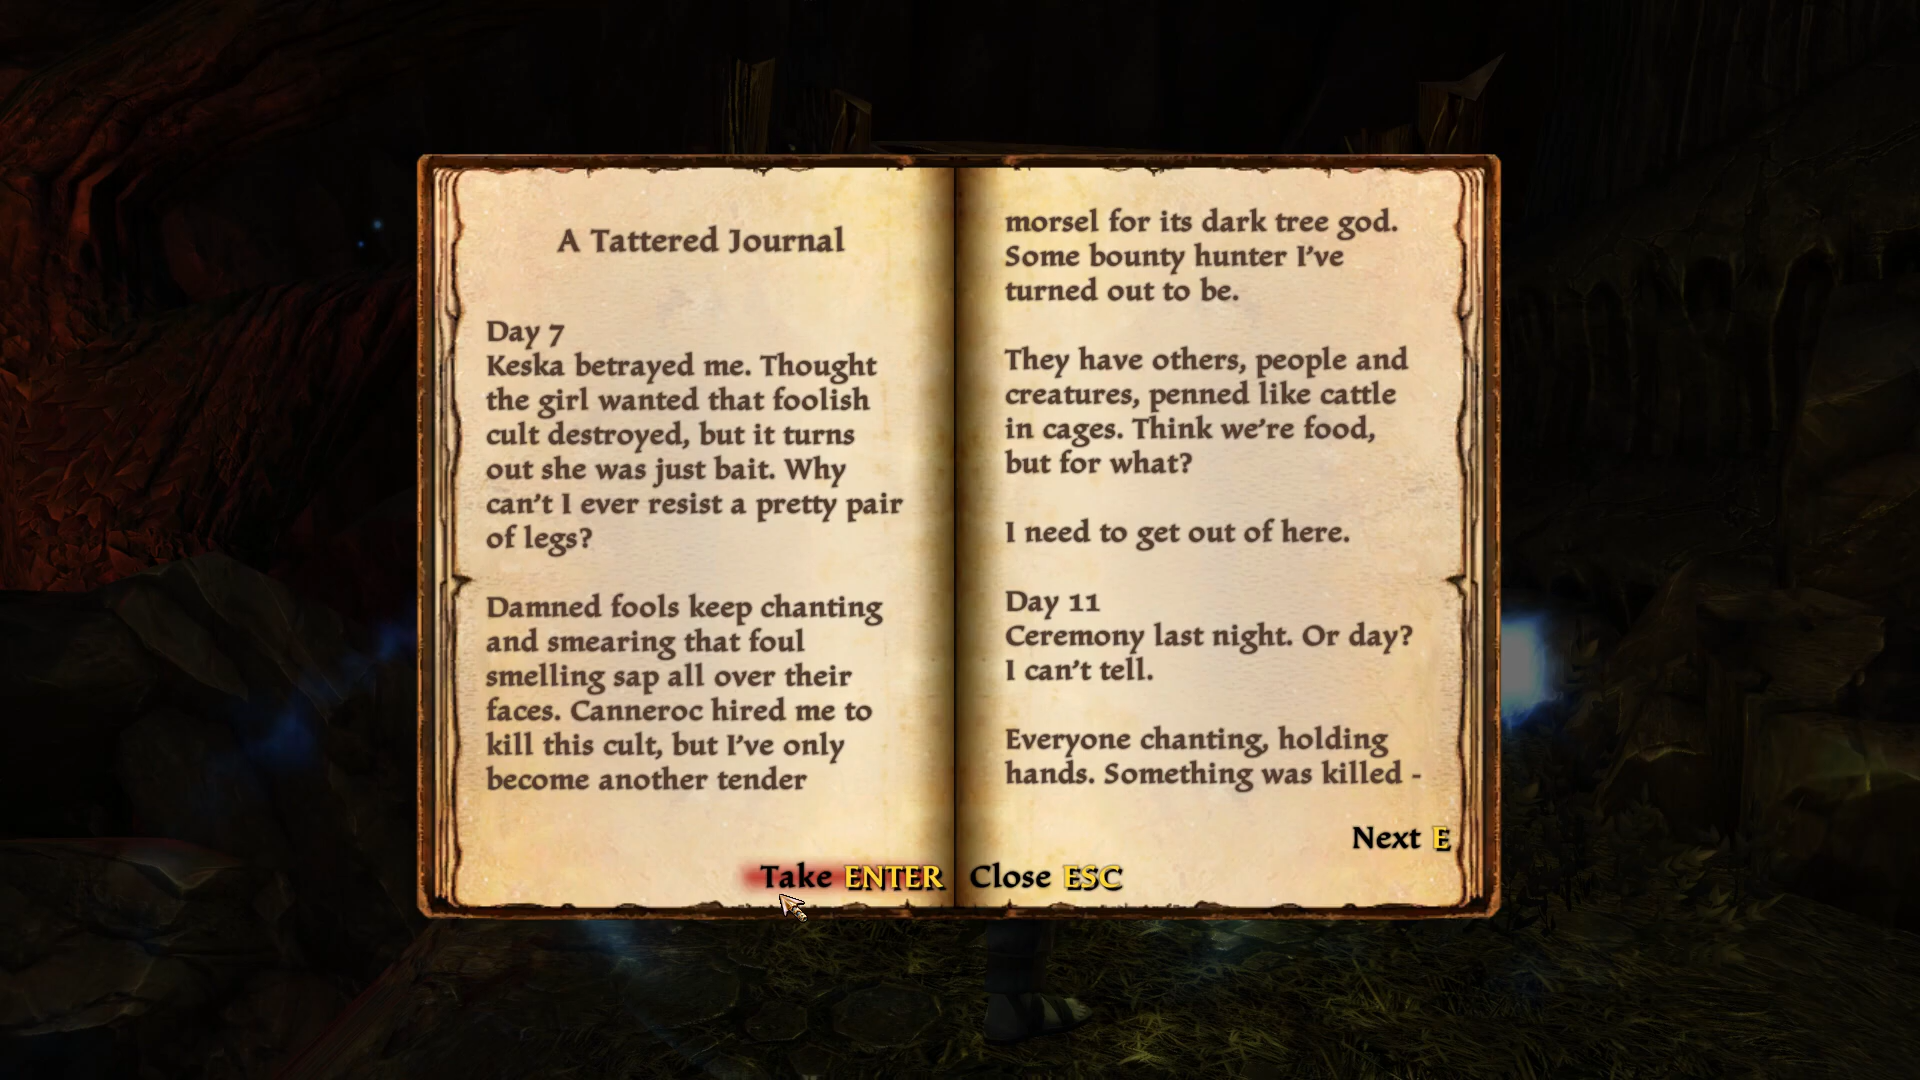 A Tattered Journal
Day 7
Keska betrayed me. Thought
the girl wanted that foolish
cult destroyed, but it turns
out she was just bait. Why
can't I ever resist a pretty pair
of legs?
Damned fools keep chanting
and smearing that foul
smelling sap all over their
faces. Canneroc hired me to
kill this cult, but I've only
become another tender
morsel for its dark tree god.
Some bounty hunter I've
turned out to be.
They have others, people and
creatures, penned like cattle
in cages. Think we're food,
but for what?
I need to get out of here.
Day 11
Ceremony last night. Or day?
I can't tell.
Everyone chanting, holding
hands. Something was killed -
Next E
Take ENTER Close ESC